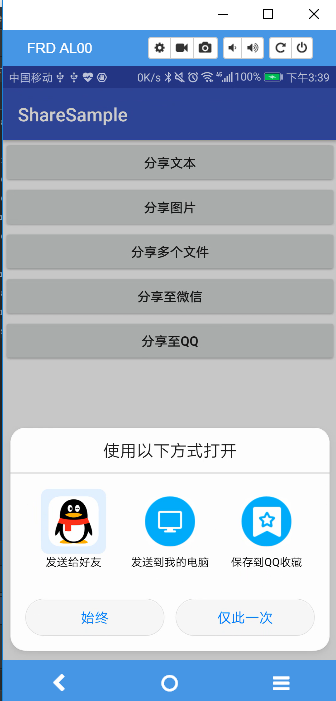 FRD AL00
中国移动 0K/s 4G 100% 下午3:39
ShareSample
分享文本
分享图片
分享多个文件
分享至微信
分享至QQ
使用以下方式打开
发送给好友 发送到我的电脑 保存到QQ收藏
始终 仅此一次